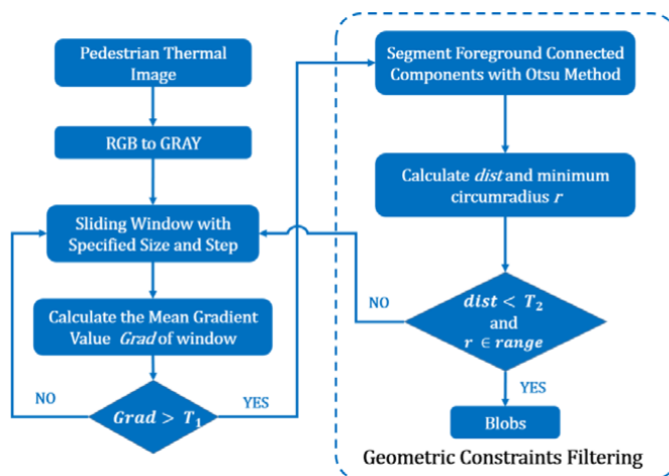 Pedestrian Thermal
Image
RGB to GRAY
Sliding Window with
Specified Size and Step
Calculate the Mean Gradient
Value Grad of window
NO
Grad > T₁
YES
Segment Foreground Connected
Components with Otsu Method
Calculate dist and minimum
circumradius r
NO
dist < T₂
and
r ∈ range
YES
Blobs
Geometric Constraints Filtering